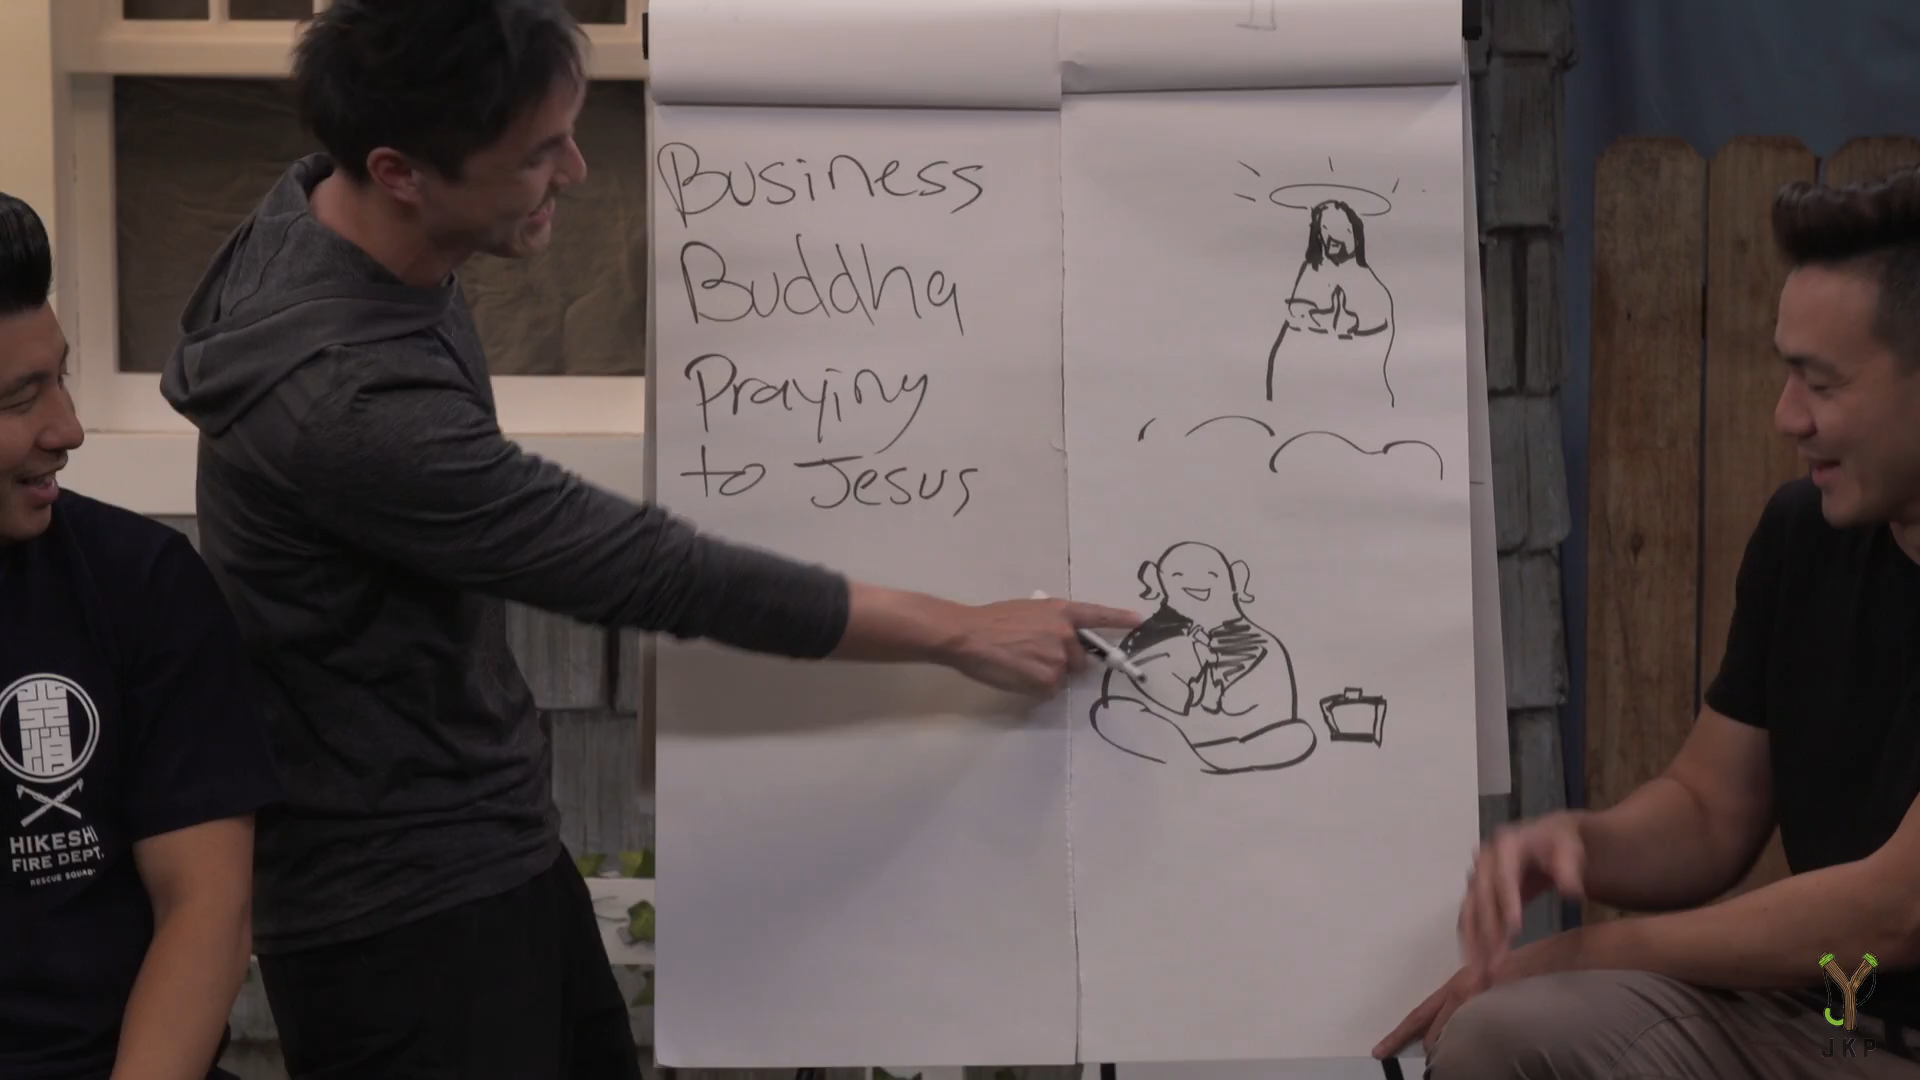 Business
Buddha
Praying
to Jesus
HIKESHI
FIRE DEPT.
RESCUE SQUAD
JKP